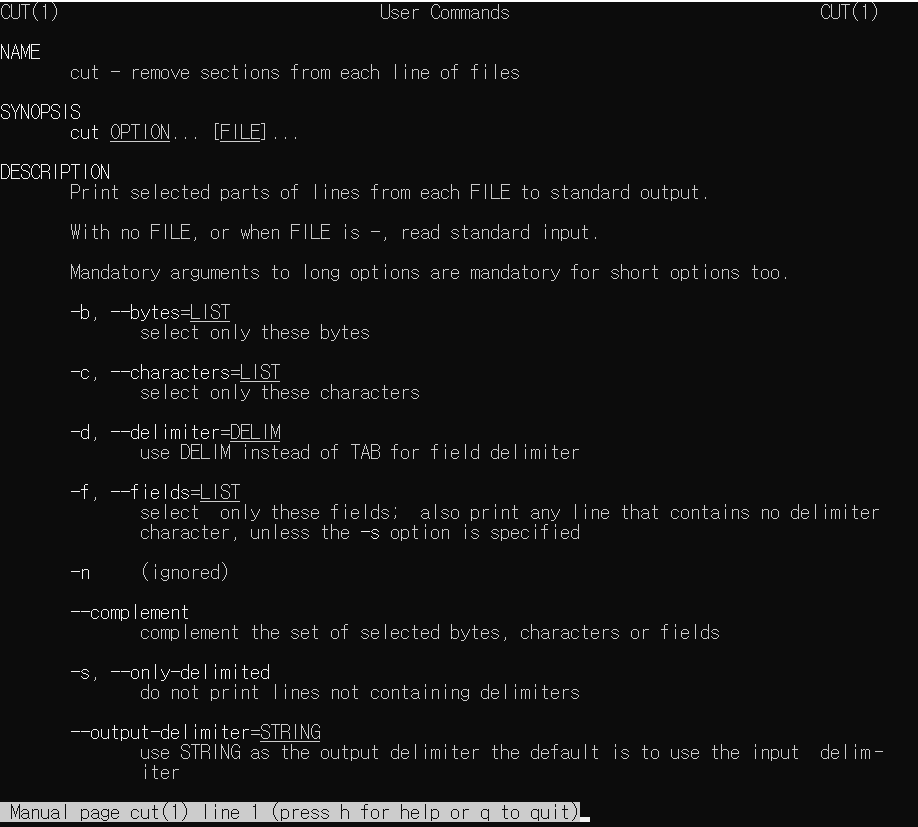 CUT(1) User Commands CUT(1)
NAME
cut - remove sections from each line of files
SYNOPSIS
cut OPTION... [FILE]...
DESCRIPTION
Print selected parts of lines from each FILE to standard output.
With no FILE, or when FILE is -, read standard input.
Mandatory arguments to long options are mandatory for short options too.
-b, --bytes=LIST
select only these bytes
-c, --characters=LIST
select only these characters
-d, --delimiter=DELIM
use DELIM instead of TAB for field delimiter
-f, --fields=LIST
select  only these fields;  also print any line that contains no delimiter
character, unless the -s option is specified
-n     (ignored)
--complement
complement the set of selected bytes, characters or fields
-s, --only-delimited
do not print lines not containing delimiters
--output-delimiter=STRING
use STRING as the output delimiter the default is to use the input  delim-
iter
Manual page cut(1) line 1 (press h for help or q to quit)